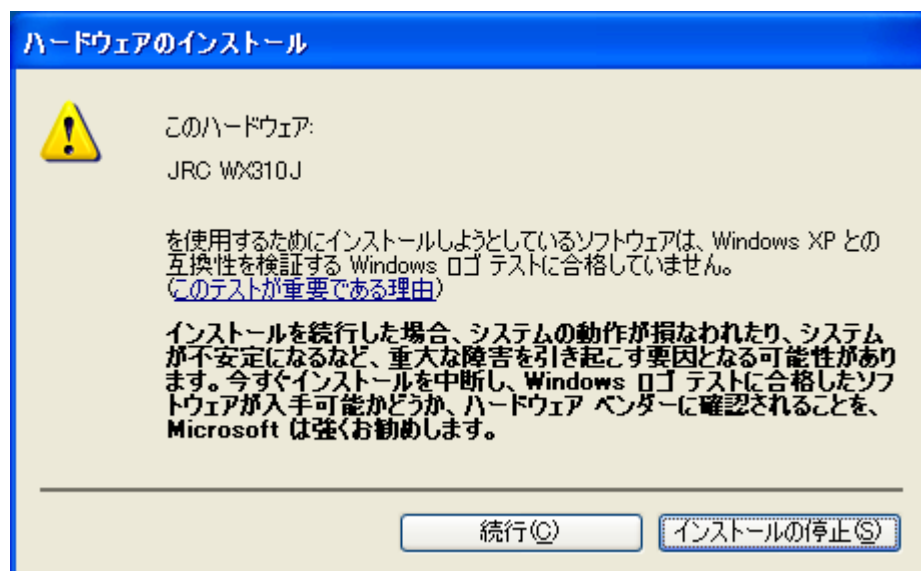 ハードウェアのインストール
このハードウェア:
JRC WX310J
を使用するためにインストールしようとしているソフトウェアは、Windows XP との
互換性を検証する Windows ロゴ テストに合格していません。
(このテストが重要である理由)
インストールを続行した場合、システムの動作が損なわれたり、システム
が不安定になるなど、重大な障害を引き起こす要因となる可能性があり
ます。今すぐインストールを中断し、Windows ロゴ テストに合格したソフ
トウェアが入手可能かどうか、ハードウェア ベンダーに確認されることを、
Microsoft は強くお勧めします。
続行(C)
インストールの停止(S)